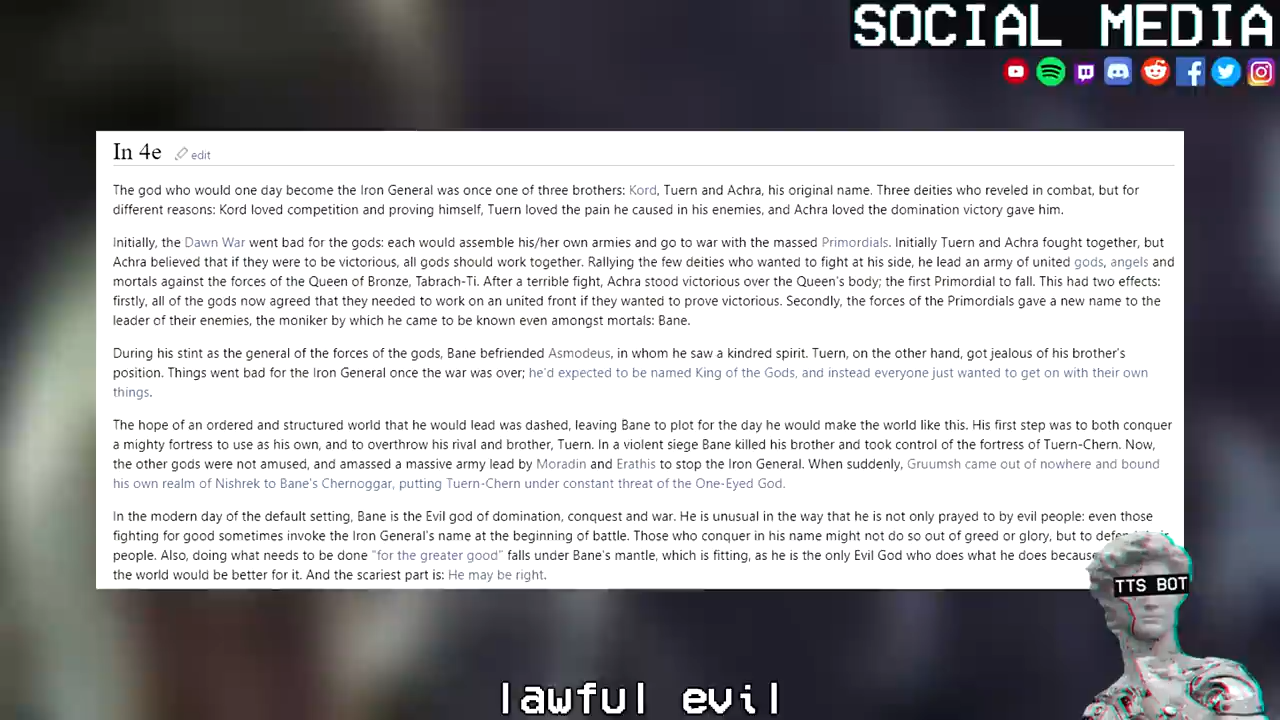 SOCIAL MEDIA
In 4e edit
The god who would one day become the Iron General was once one of three brothers: Kord, Tuern and Achra, his original name. Three deities who reveled in combat, but for
different reasons: Kord loved competition and proving himself, Tuern loved the pain he caused in his enemies, and Achra loved the domination victory gave him.
Initially, the Dawn War went bad for the gods: each would assemble his/her own armies and go to war with the massed Primordials. Initially Tuern and Achra fought together, but
Achra believed that if they were to be victorious, all gods should work together. Rallying the few deities who wanted to fight at his side, he lead an army of united gods, angels and
mortals against the forces of the Queen of Bronze, Tabrach-Ti. After a terrible fight, Achra stood victorious over the Queen's body; the first Primordial to fall. This had two effects:
firstly, all of the gods now agreed that they needed to work on an united front if they wanted to prove victorious. Secondly, the forces of the Primordials gave a new name to the
leader of their enemies, the moniker by which he came to be known even amongst mortals: Bane.
During his stint as the general of the forces of the gods, Bane befriended Asmodeus, in whom he saw a kindred spirit. Tuern, on the other hand, got jealous of his brother's
position. Things went bad for the Iron General once the war was over; he'd expected to be named King of the Gods, and instead everyone just wanted to get on with their own
things.
The hope of an ordered and structured world that he would lead was dashed, leaving Bane to plot for the day he would make the world like this. His first step was to both conquer
a mighty fortress to use as his own, and to overthrow his rival and brother, Tuern. In a violent siege Bane killed his brother and took control of the fortress of Tuern-Chern. Now,
the other gods were not amused, and amassed a massive army lead by Moradin and Erathis to stop the Iron General. When suddenly, Gruumsh came out of nowhere and bound
his own realm of Nishrek to Bane's Chernoggar, putting Tuern-Chern under constant threat of the One-Eyed God.
In the modern day of the default setting, Bane is the Evil god of domination, conquest and war. He is unusual in the way that he is not only prayed to by evil people: even those
fighting for good sometimes invoke the Iron General's name at the beginning of battle. Those who conquer in his name might not do so out of greed or glory, but to
people. Also, doing what needs to be done "for the greater good" falls under Bane's mantle, which is fitting, as he is the only Evil God who does what he does because
the world would be better for it. And the scariest part is: He may be right.
TTS BOT
lawful evil